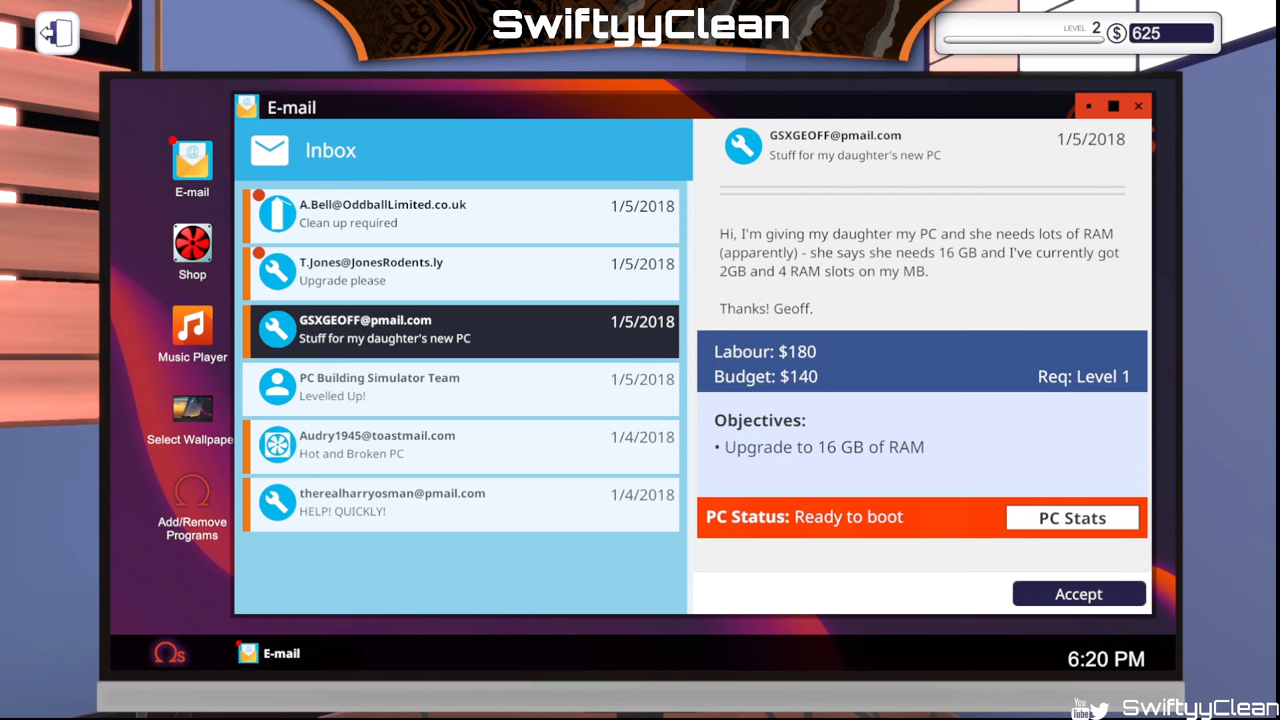 SwiftyyClean
LEVEL 2
$ 625
E-mail
E-mail
Shop
Music Player
Select Wallpape
Add/Remove
Programs
Inbox
A.Bell@OddballLimited.co.uk 1/5/2018
Clean up required
T.Jones@JonesRodents.ly 1/5/2018
Upgrade please
GSXGEOFF@pmail.com 1/5/2018
Stuff for my daughter's new PC
PC Building Simulator Team 1/5/2018
Levelled Up!
Audry1945@toastmail.com 1/4/2018
Hot and Broken PC
therealharryosman@pmail.com 1/4/2018
HELP! QUICKLY!
GSXGEOFF@pmail.com 1/5/2018
Stuff for my daughter's new PC
Hi, I'm giving my daughter my PC and she needs lots of RAM
(apparently) - she says she needs 16 GB and I've currently got
2GB and 4 RAM slots on my MB.
Thanks! Geoff.
Labour: $180
Budget: $140 Req: Level 1
Objectives:
• Upgrade to 16 GB of RAM
PC Status: Ready to boot PC Stats
Accept
Ωs E-mail 6:20 PM
You Tube SwiftyyClean